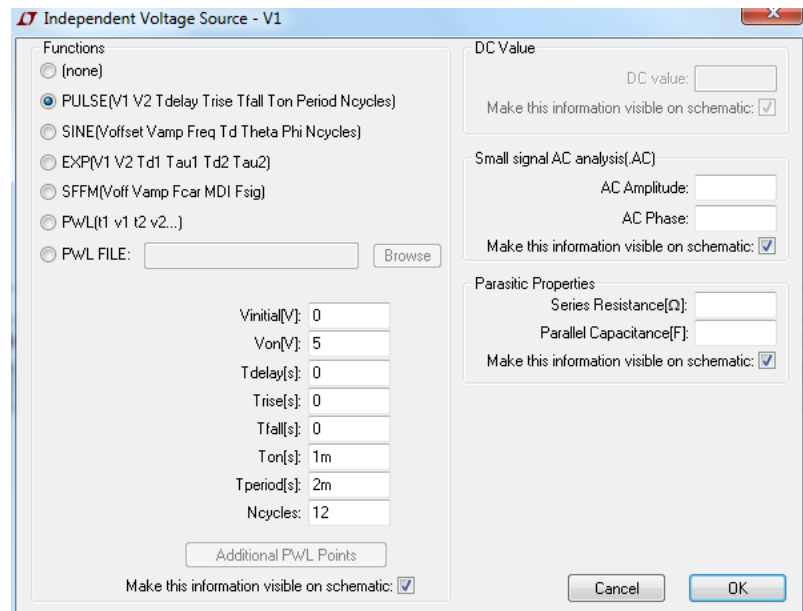 Independent Voltage Source - V1
Functions
(none)
PULSE(V1 V2 Tdelay Trise Tfall Ton Period Ncycles)
SINE(Voffset Vamp Freq Td Theta Phi Ncycles)
EXP(V1 V2 Td1 Tau1 Td2 Tau2)
SFFM(Voff Vamp Fcar MDI Fsig)
PWL(t1 v1 t2 v2...)
PWL FILE: Browse
Vinitial[V]: 0
Von[V]: 5
Tdelay[s]: 0
Trise[s]: 0
Tfall[s]: 0
Ton[s]: 1m
Tperiod[s]: 2m
Ncycles: 12
Additional PWL Points
Make this information visible on schematic:
DC Value
DC value:
Make this information visible on schematic:
Small signal AC analysis(.AC)
AC Amplitude:
AC Phase:
Make this information visible on schematic:
Parasitic Properties
Series Resistance[Ω]:
Parallel Capacitance[F]:
Make this information visible on schematic:
Cancel OK